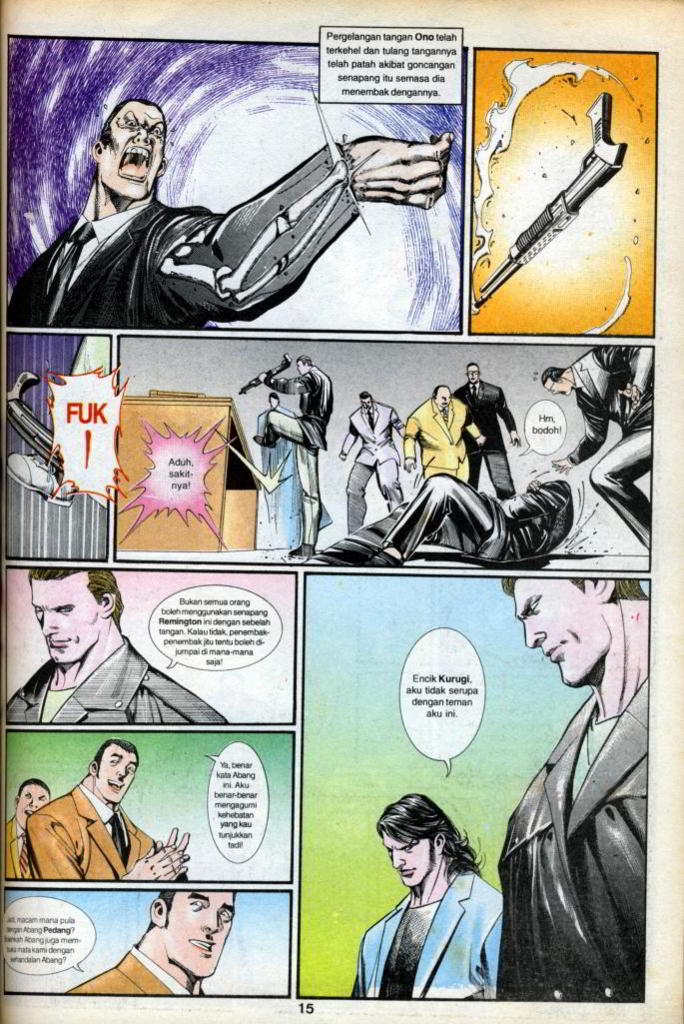 Pergelangan tangan Ono telah
terkehel dan tulang tangannya
telah patah akibat goncangan
senapang itu semasa dia
menembak dengannya.
FUK
!
Aduh,
sakit-
nya!
Hm,
bodoh!
Bukan semua orang
boleh menggunakan senapang
Remington ini dengan sebelah
tangan. Kalau tidak, penembak-
penembak jitu tentu boleh di-
jumpai di mana-mana
saja!
Encik Kurugi,
aku tidak serupa
dengan teman
aku ini.
Ya, benar
kata Abang
ini. Aku
benar-benar
mengagumi
kehebatan
yang kau
tunjukkan
tadi!
macam mana pula
dengan Abang Pedang?
Abang juga mem-
mata kami dengan
kehandalan Abang?
15